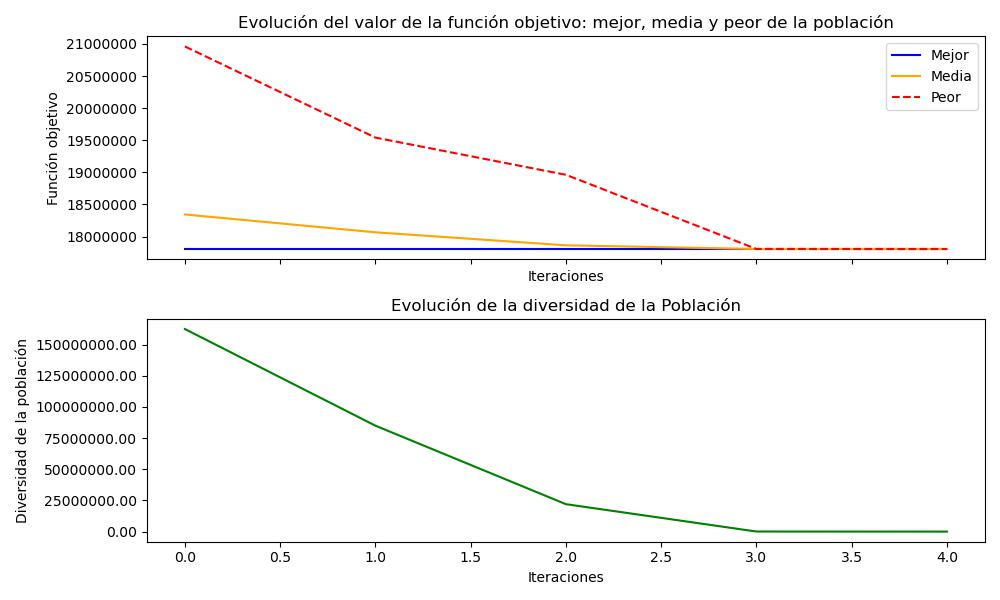 Evolución del valor de la función objetivo: mejor, media y peor de la población
21000000
20500000
20000000
19500000
19000000
18500000
18000000
Función objetivo
Mejor
Media
Peor
Iteraciones
Evolución de la diversidad de la Población
150000000.00
125000000.00
100000000.00
75000000.00
50000000.00
25000000.00
0.00
Diversidad de la población
0.0 0.5 1.0 1.5 2.0 2.5 3.0 3.5 4.0
Iteraciones